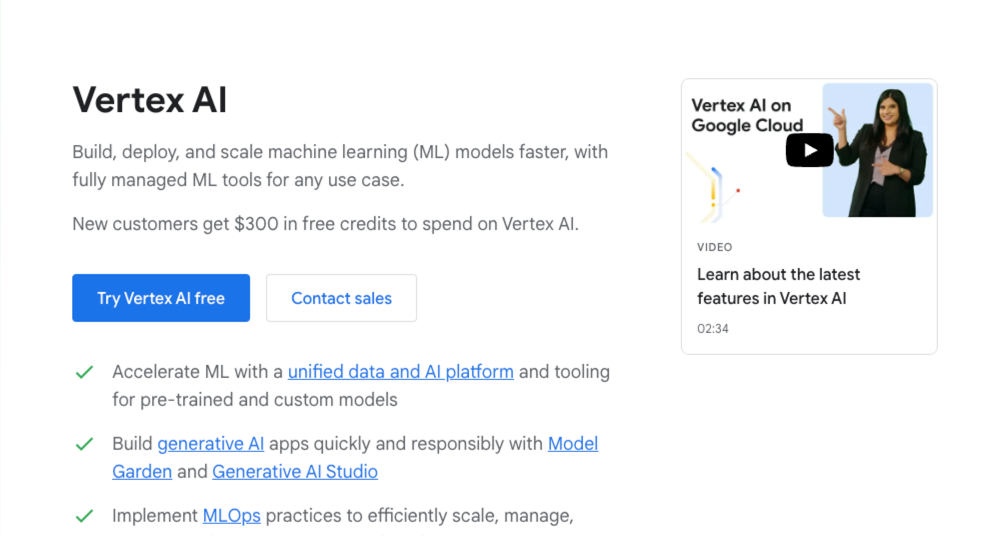 Vertex AI
Build, deploy, and scale machine learning (ML) models faster, with
fully managed ML tools for any use case.
New customers get $300 in free credits to spend on Vertex AI.
Try Vertex AI free
Contact sales
Accelerate ML with a unified data and AI platform and tooling
for pre-trained and custom models
Build generative AI apps quickly and responsibly with Model
Garden and Generative AI Studio
Implement MLOps practices to efficiently scale, manage,
Vertex AI on
Google Cloud
VIDEO
Learn about the latest
features in Vertex AI
02:34